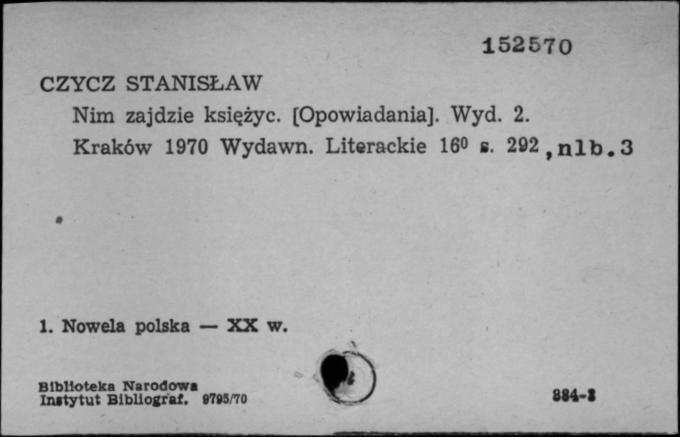 152570
CZYCZ STANISŁAW
Nim zajdzie księżyc. [Opowiadania]. Wyd. 2.
Kraków 1970 Wydawn. Literackie 16⁰ s. 292, nlb. 3
1. Nowela polska — XX w.
Biblioteka Narodowa
Instytut Bibliograf. 9795/70
884-3